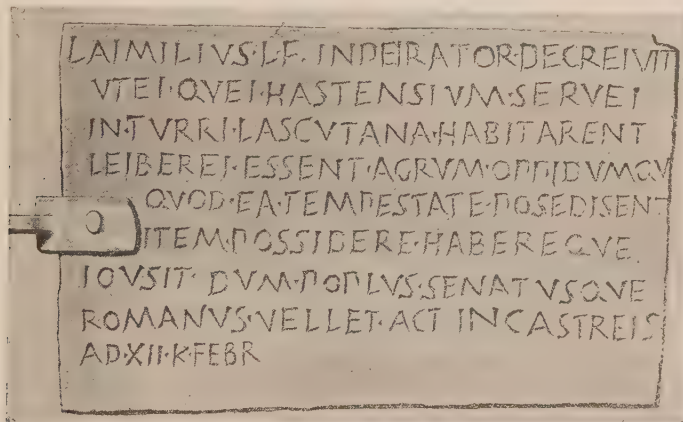 L·AIMILIVS·L·F·INPEIRATOR·DECREIVIT
VTEI·QVEI·HASTENSIVM·SERVEI
IN·TVRRI·LASCVTANA·HABITARENT
LEIBEREI·ESSENT·AGRVM·OPPIDVMQV
QVOD·EA·TEMPESTATE·POSEDISENT
ITEM·POSSIDERE·HABEREQVE
IOVSIT·DVM·POPLVS·SENATVSQVE
ROMANVS·VELLET·ACT·IN CASTREIS
AD·XII·K·FEBR